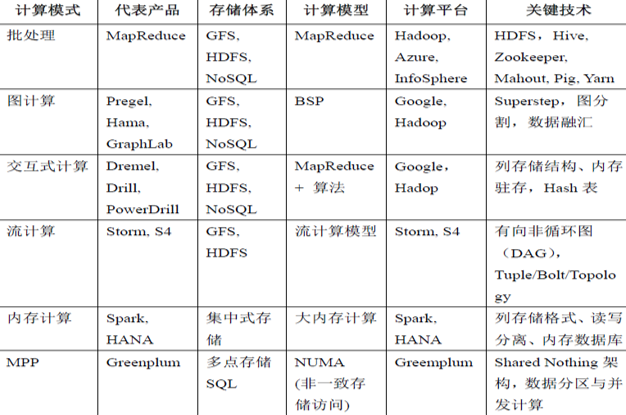 计算模式 代表产品 存储体系 计算模型 计算平台 关键技术
批处理 MapReduce GFS, MapReduce Hadoop, HDFS，Hive,
HDFS, Azure, Zookeeper,
NoSQL InfoSphere Mahout, Pig, Yarn
图计算 Pregel, GFS, BSP Google, Superstep，图分
Hama, HDFS, Hadoop 割，数据融汇
GraphLab NoSQL
交互式计算 Dremel, GFS, MapReduce Google， 列存储结构、内存
Drill, HDFS, + 算法 Hadop 驻存，Hash 表
PowerDrill NoSQL
流计算 Storm, S4 GFS, 流计算模型 Storm, S4 有向非循环图
HDFS （DAG），
Tuple/Bolt/Topolo
gy
内存计算 Spark, 集中式存 大内存计算 Spark, 列存储格式、读写
HANA 储 HANA 分离、内存数据库
MPP Greenplum 多点存储 NUMA Greemplum Shared Nothing 架
SQL (非一致存 构，数据分区与并
储访问) 发计算